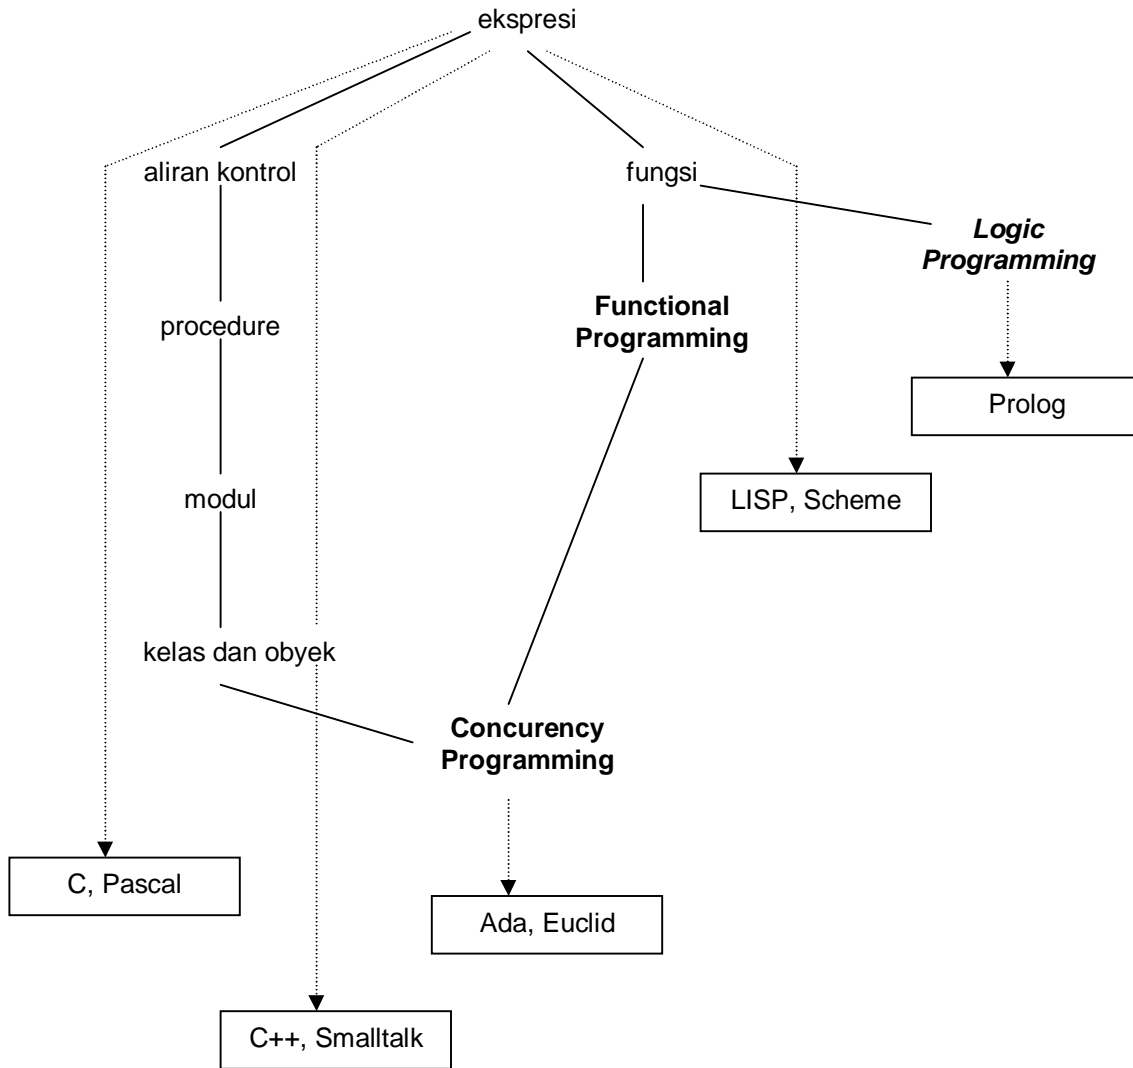 ekspresi
aliran kontrol
fungsi
Logic
Programming
Functional
Programming
procedure
Prolog
modul
LISP, Scheme
kelas dan obyek
Concurency
Programming
C, Pascal
Ada, Euclid
C++, Smalltalk